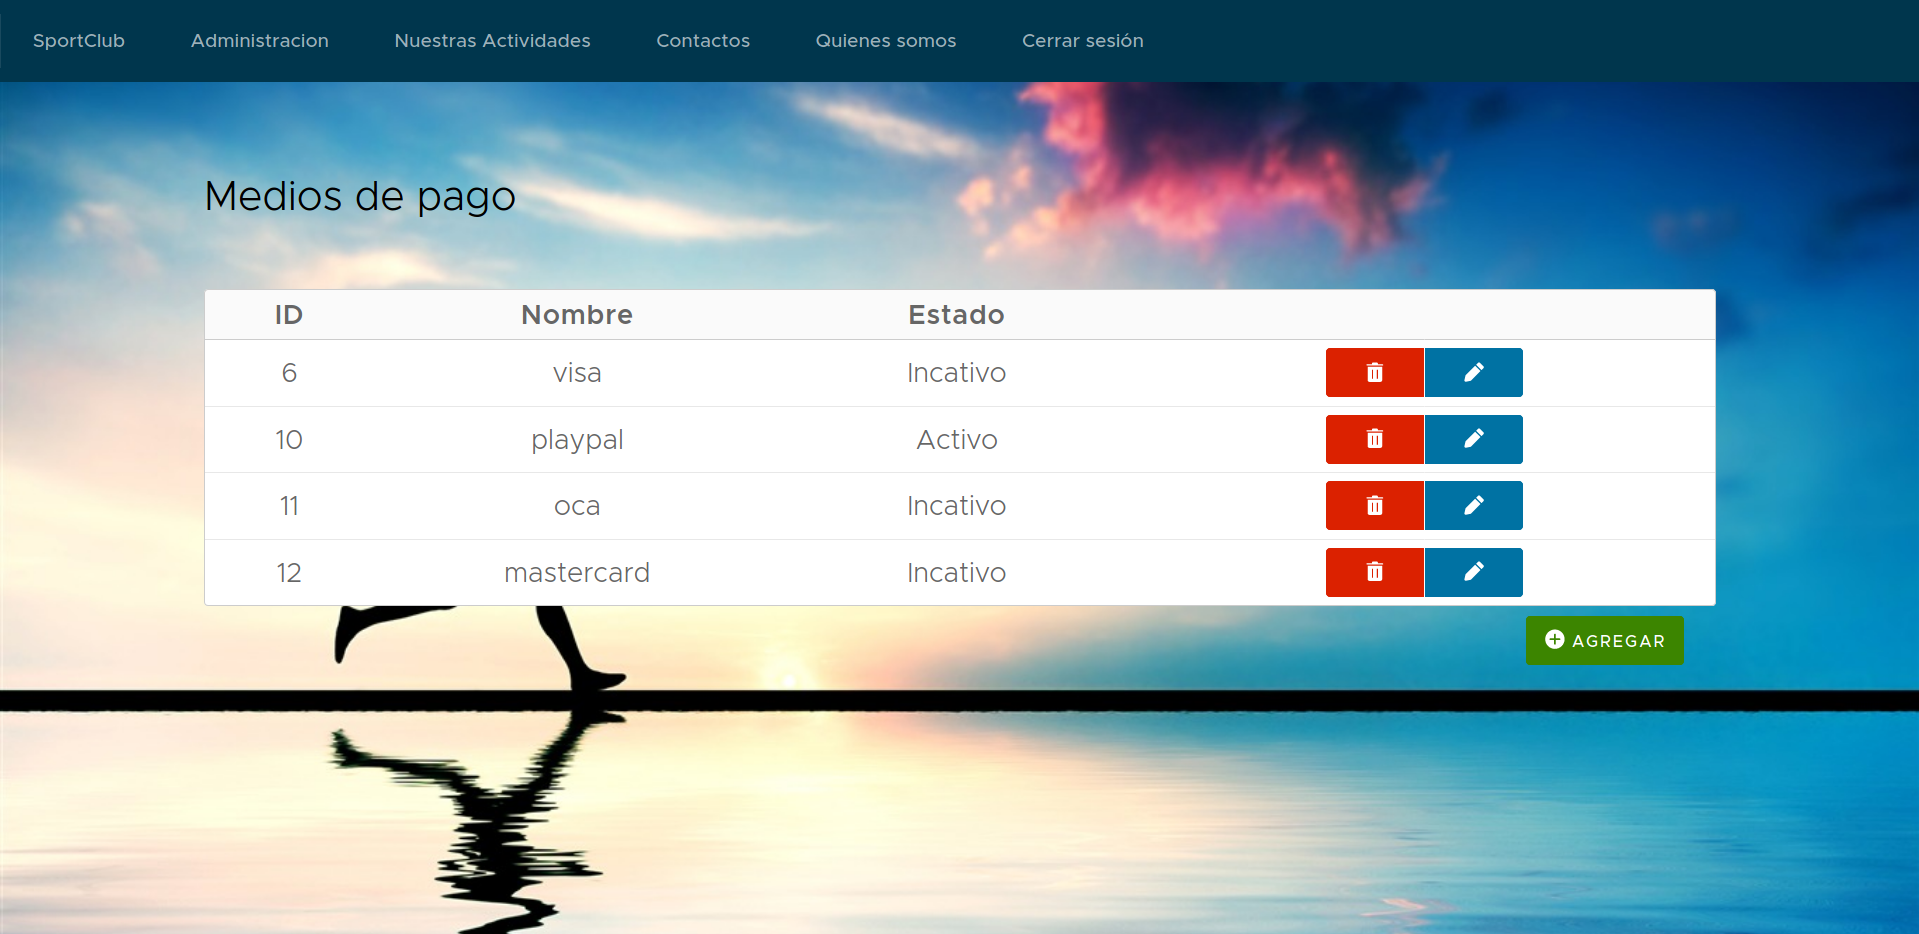 SportClub Administracion Nuestras Actividades Contactos Quienes somos Cerrar sesión
Medios de pago
ID Nombre Estado
6 visa Incativo
10 playpal Activo
11 oca Incativo
12 mastercard Incativo
AGREGAR